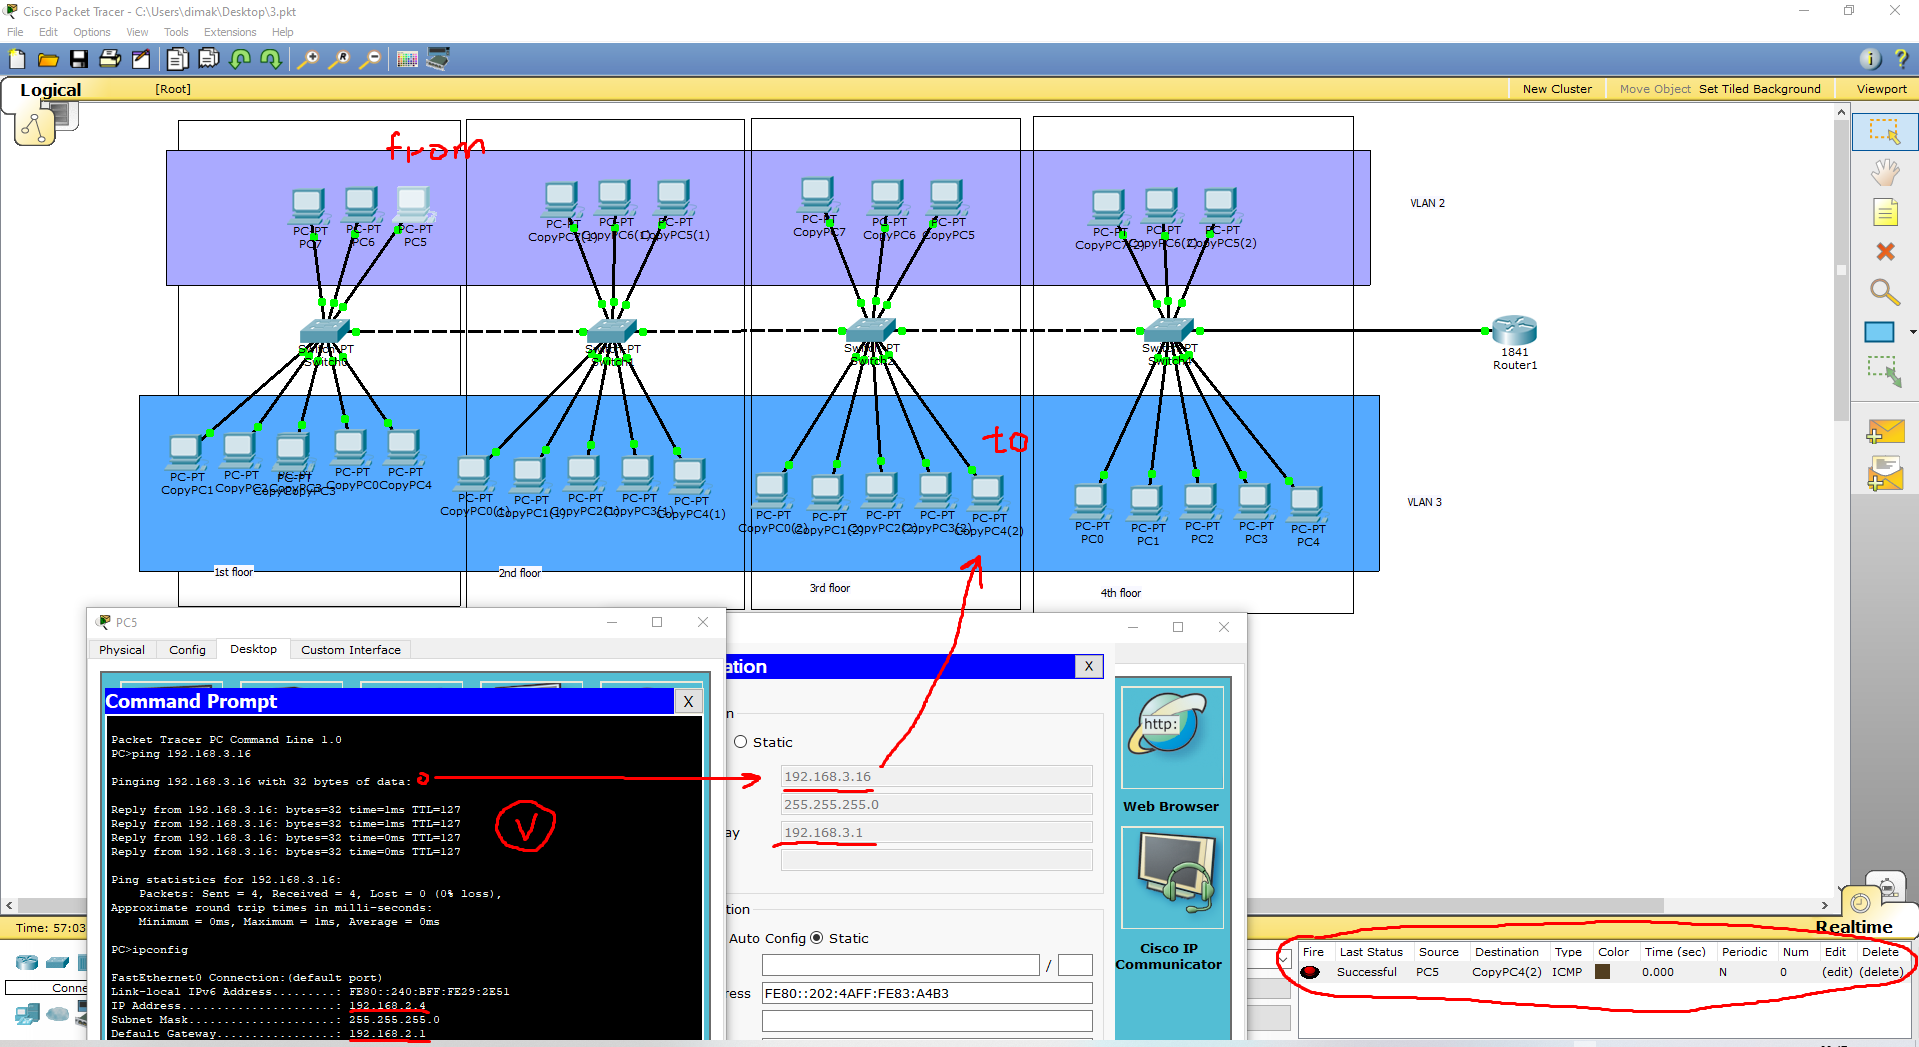 Cisco Packet Tracer - C:\Users\dimak\Desktop\3.pkt
File Edit Options View Tools Extensions Help
Logical [Root] New Cluster Move Object Set Tiled Background Viewport
from
VLAN 2
PC-PT PC7
PC-PT PC6
PC-PT PC5
PC-PT CopyPC7(1)
PC-PT CopyPC6(1)
PC-PT CopyPC5(1)
PC-PT CopyPC7
PC-PT CopyPC6
PC-PT CopyPC5
PC-PT CopyPC7(2)
PC-PT CopyPC6(2)
PC-PT CopyPC5(2)
Switch-PT Switch0
Switch-PT
Switch-PT Switch2
Switch-PT
1841
Router1
to
PC-PT CopyPC1
PC-PT CopyPC2
PC-PT CopyPC3
PC-PT CopyPC0
PC-PT CopyPC4
PC-PT CopyPC0(1)
PC-PT CopyPC1(1)
PC-PT CopyPC2(1)
PC-PT CopyPC3(1)
PC-PT CopyPC4(1)
PC-PT CopyPC0(2)
PC-PT CopyPC1(2)
PC-PT CopyPC2(2)
PC-PT CopyPC3(2)
PC-PT CopyPC4(2)
PC-PT PC0
PC-PT PC1
PC-PT PC2
PC-PT PC3
PC-PT PC4
VLAN 3
1st floor
2nd floor
3rd floor
4th floor
PC5
Physical Config Desktop Custom Interface
Command Prompt X
Packet Tracer PC Command Line 1.0
PC>ping 192.168.3.16
Pinging 192.168.3.16 with 32 bytes of data:
Reply from 192.168.3.16: bytes=32 time=1ms TTL=127
Reply from 192.168.3.16: bytes=32 time=1ms TTL=127
Reply from 192.168.3.16: bytes=32 time=0ms TTL=127
Reply from 192.168.3.16: bytes=32 time=0ms TTL=127
V
Ping statistics for 192.168.3.16:
Packets: Sent = 4, Received = 4, Lost = 0 (0% loss),
Approximate round trip times in milli-seconds:
Minimum = 0ms, Maximum = 1ms, Average = 0ms
PC>ipconfig
FastEthernet0 Connection:(default port)
Link-local IPv6 Address.........: FE80::240:BFF:FE29:2E51
IP Address......................: 192.168.2.4
Subnet Mask.....................: 255.255.255.0
Default Gateway.................: 192.168.2.1
ation X
n
Static
192.168.3.16
255.255.255.0
ay 192.168.3.1
tion
Auto Config Static
/
ress FE80::202:4AFF:FE83:A4B3
http:
Web Browser
Cisco IP
Communicator
Time: 57:03
Conne
Realtime
Fire Last Status Source Destination Type Color Time (sec) Periodic Num Edit Delete
Successful PC5 CopyPC4(2) ICMP 0.000 N 0 (edit) (delete)